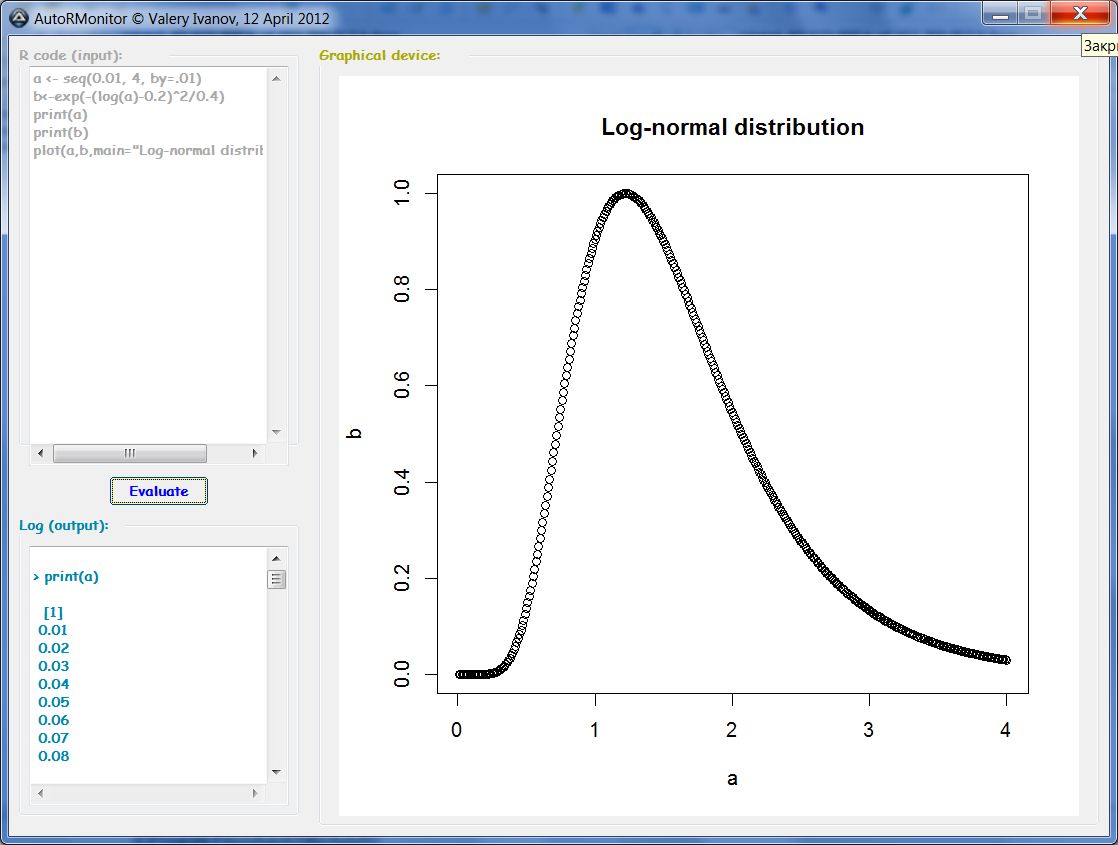 AutoRMonitor © Valery Ivanov, 12 April 2012
Закр
R code (input):
a <- seq(0.01, 4, by=.01)
b<-exp(-(log(a)-0.2)^2/0.4)
print(a)
print(b)
plot(a,b,main="Log-normal distrib
Evaluate
Log (output):
> print(a)
[1]
0.01
0.02
0.03
0.04
0.05
0.06
0.07
0.08
Graphical device:
Log-normal distribution
1.0
0.8
0.6
0.4
0.2
0.0
b
0 1 2 3 4
a